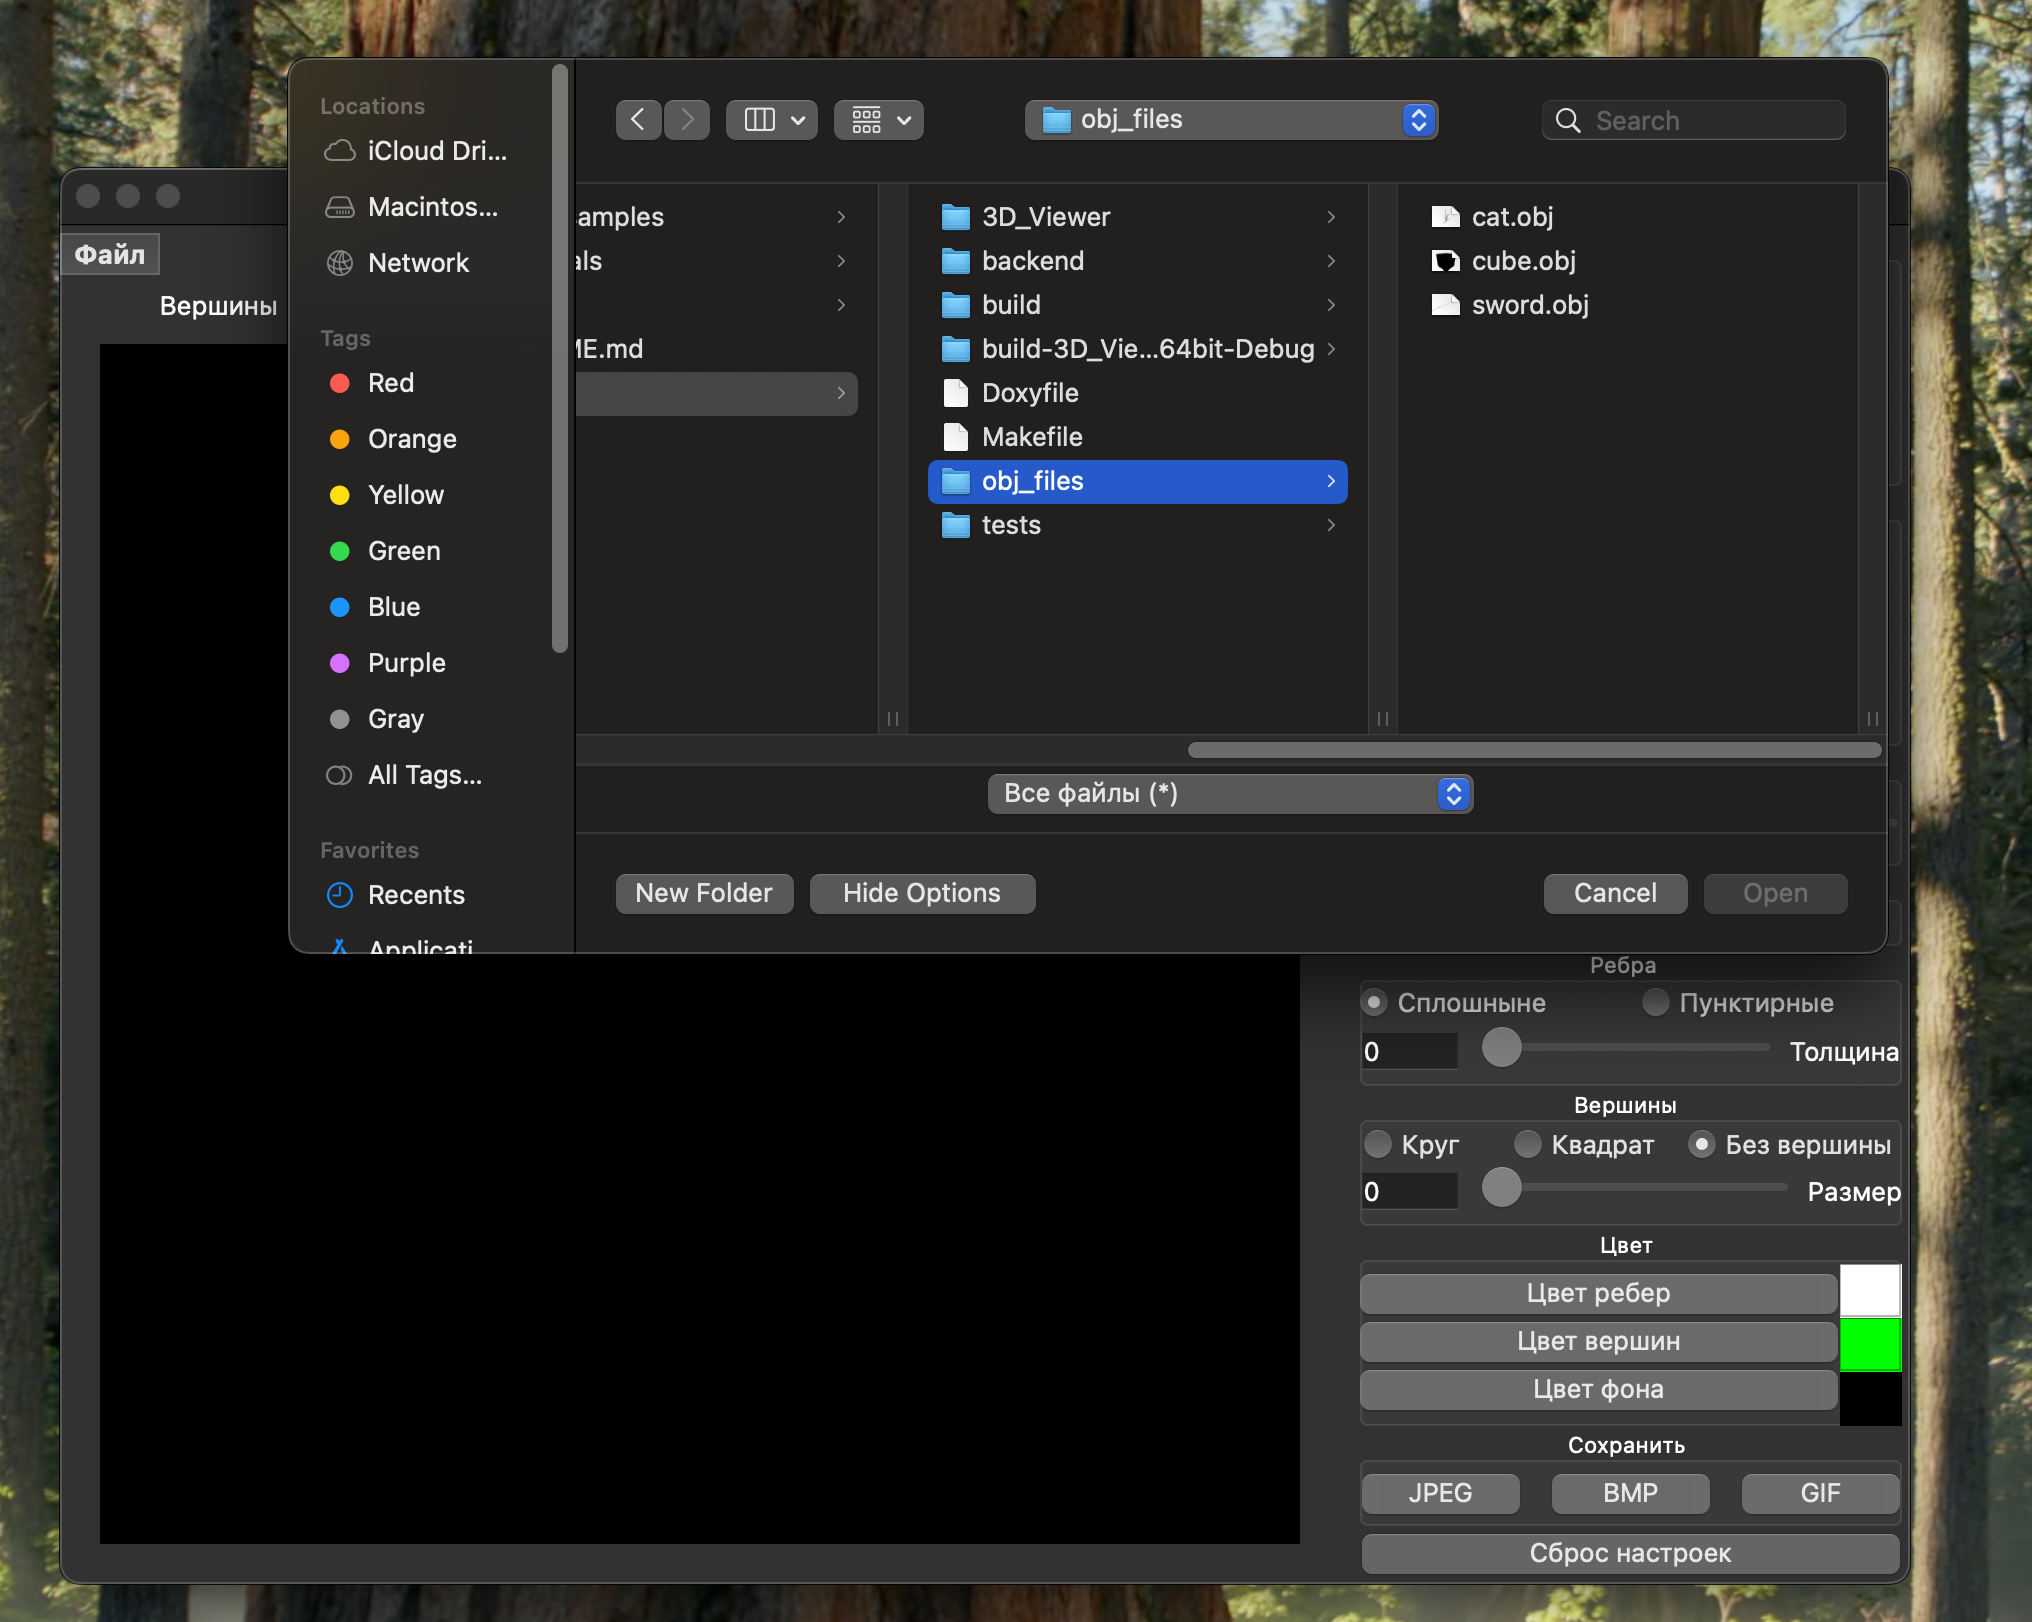 Locations
iCloud Dri...
Macintos...
Network
Tags
Red
Orange
Yellow
Green
Blue
Purple
Gray
All Tags...
Favorites
Recents
Applicati
obj_files
Search
amples
als
ME.md
3D_Viewer
backend
build
build-3D_Vie...64bit-Debug
Doxyfile
Makefile
obj_files
tests
cat.obj
cube.obj
sword.obj
Все файлы (*)
New Folder
Hide Options
Cancel
Open
Файл
Вершины
Ребра
Сплошныне
Пунктирные
0
Толщина
Вершины
Круг
Квадрат
Без вершины
0
Размер
Цвет
Цвет ребер
Цвет вершин
Цвет фона
Сохранить
JPEG
BMP
GIF
Сброс настроек